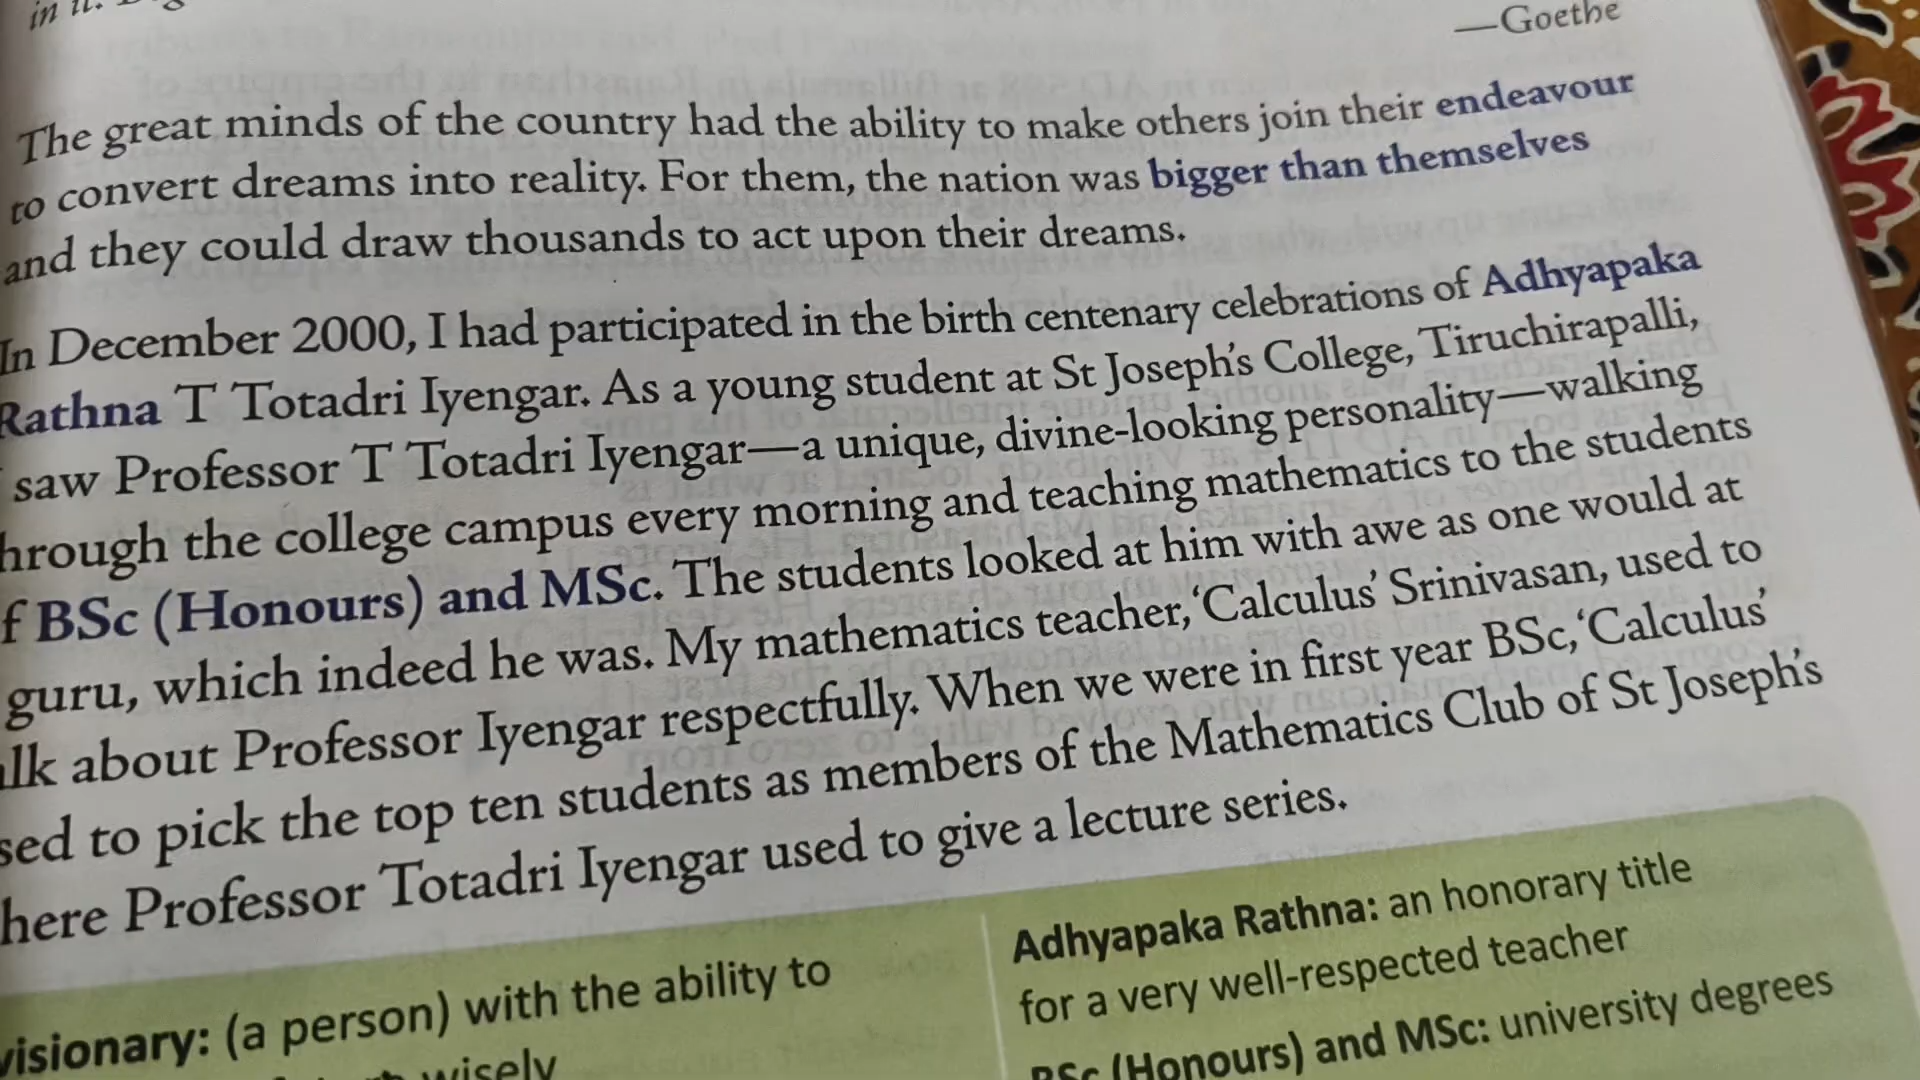 in it.
—Goethe
The great minds of the country had the ability to make others join their endeavour
to convert dreams into reality. For them, the nation was bigger than themselves
and they could draw thousands to act upon their dreams.
In December 2000, I had participated in the birth centenary celebrations of Adhyapaka
Rathna T Totadri Iyengar. As a young student at St Joseph's College, Tiruchirapalli,
saw Professor T Totadri Iyengar—a unique, divine-looking personality—walking
hrough the college campus every morning and teaching mathematics to the students
f BSc (Honours) and MSc. The students looked at him with awe as one would at
guru, which indeed he was. My mathematics teacher, ‘Calculus’ Srinivasan, used to
alk about Professor Iyengar respectfully. When we were in first year BSc, ‘Calculus’
sed to pick the top ten students as members of the Mathematics Club of St Joseph's
here Professor Totadri Iyengar used to give a lecture series.
visionary: (a person) with the ability to
wisely
Adhyapaka Rathna: an honorary title
for a very well-respected teacher
BSc (Honours) and MSc: university degrees